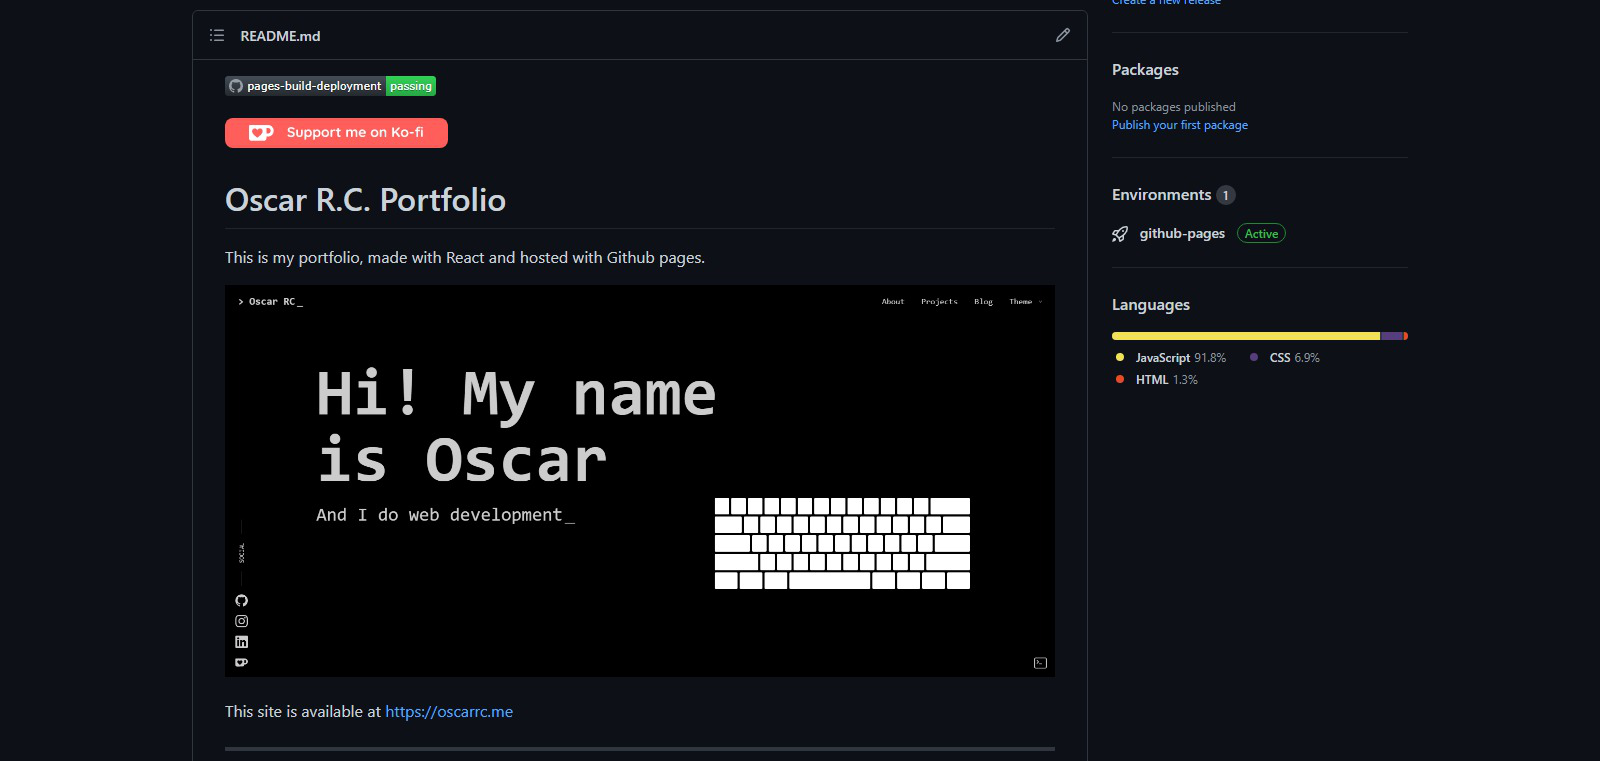 README.md
pages-build-deployment passing
Support me on Ko-fi
Oscar R.C. Portfolio
This is my portfolio, made with React and hosted with Github pages.
> Oscar RC_
About Projects Blog Theme
Hi! My name
is Oscar
And I do web development_
SOCIAL
This site is available at https://oscarrc.me
Create a new release
Packages
No packages published
Publish your first package
Environments 1
github-pages Active
Languages
JavaScript 91.8% CSS 6.9%
HTML 1.3%